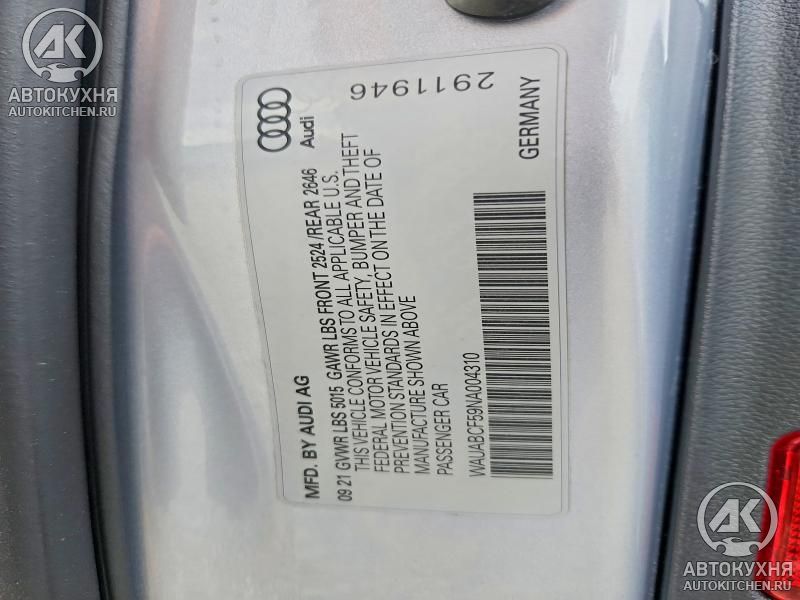 MFD. BY AUDI AG
Audi
09 21 GVWR LBS 5015 GAWR LBS FRONT 2524 /REAR 2646
THIS VEHICLE CONFORMS TO ALL APPLICABLE U.S.
FEDERAL MOTOR VEHICLE SAFETY, BUMPER AND THEFT
PREVENTION STANDARDS IN EFFECT ON THE DATE OF
MANUFACTURE SHOWN ABOVE
PASSENGER CAR
WAUABCF59NA004310
GERMANY
2911946
АК
АВТОКУХНЯ
AUTOKITCHEN.RU
АК
АВТОКУХНЯ
AUTOKITCHEN.RU